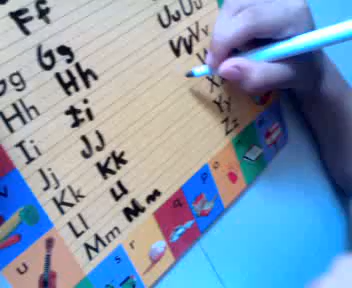 Ff
Gg Gg
Hh Hh
Ii Ii
Jj Jj
Kk Kk
Ll Ll
Mm Mm
Uu Uu
Vv Vv
Yy
Zz
u
s
r
q
p
o